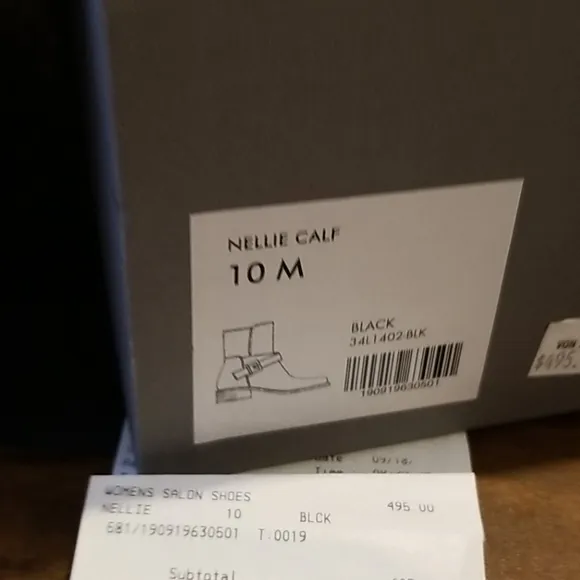 NELLIE CALF
10 M
BLACK
34L1402-BLK
190919630501
$495.
WOMENS SALON SHOES
NELLIE 10 BLCK 495 00
681/190919630501 T.0019
Subtotal